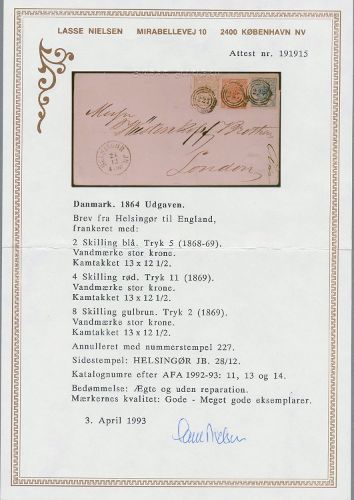 LASSE NIELSEN MIRABELLEVEJ 10 2400 KØBENHAVN NV
Attest nr. 191915
227
HELSINGØR JB.
London
Danmark. 1864 Udgaven.
Brev fra Helsingør til England,
frankeret med:
2 Skilling blå. Tryk 5 (1868-69).
Vandmærke stor krone.
Kamtakket 13 x 12 1/2.
4 Skilling rød. Tryk 11 (1869).
Vandmærke stor krone.
Kamtakket 13 x 12 1/2.
8 Skilling gulbrun. Tryk 2 (1869).
Vandmærke stor krone.
Kamtakket 13 x 12 1/2.
Annulleret med nummerstempel 227.
Sidestempel: HELSINGØR JB. 28/12.
Katalognumre efter AFA 1992-93: 11, 13 og 14.
Bedømmelse: Ægte og uden reparation.
Mærkernes kvalitet: Gode - Meget gode eksemplarer.
3. April 1993
Lasse Nielsen